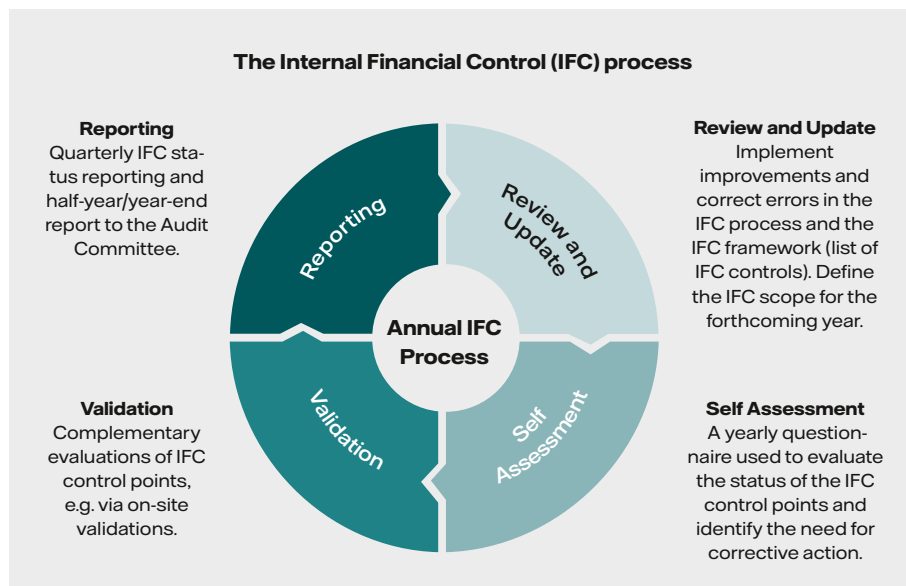 The Internal Financial Control (IFC) process
Reporting
Quarterly IFC sta-
tus reporting and
half-year/year-end
report to the Audit
Committee.
Review and Update
Implement
improvements and
correct errors in the
IFC process and the
IFC framework (list of
IFC controls). Define
the IFC scope for the
forthcoming year.
Reporting
Review and
Update
Annual IFC
Process
Validation
Self
Assessment
Validation
Complementary
evaluations of IFC
control points,
e.g. via on-site
validations.
Self Assessment
A yearly question-
naire used to evaluate
the status of the IFC
control points and
identify the need for
corrective action.